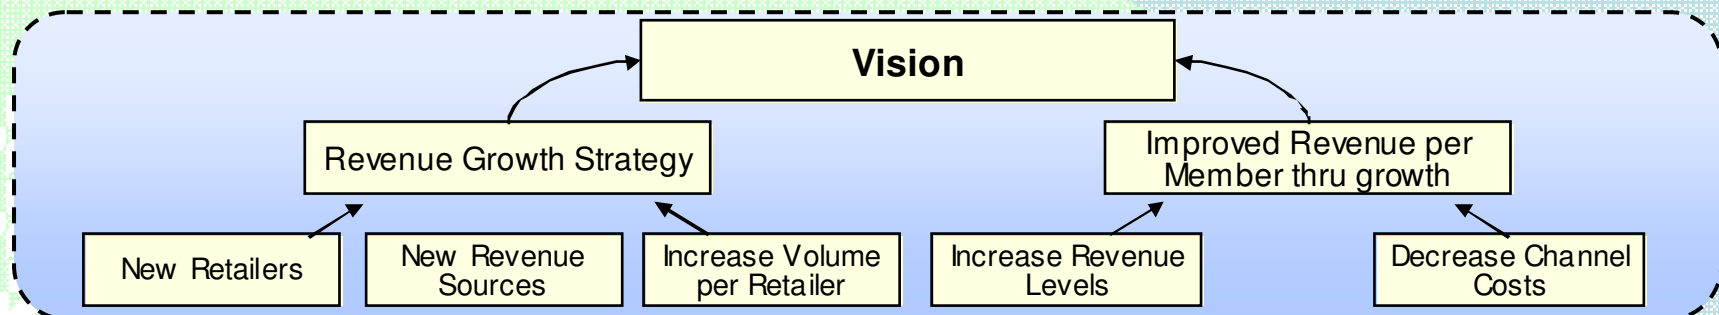 Vision
Revenue Growth Strategy
Improved Revenue per
Member thru growth
New Retailers
New Revenue
Sources
Increase Volume
per Retailer
Increase Revenue
Levels
Decrease Channel
Costs